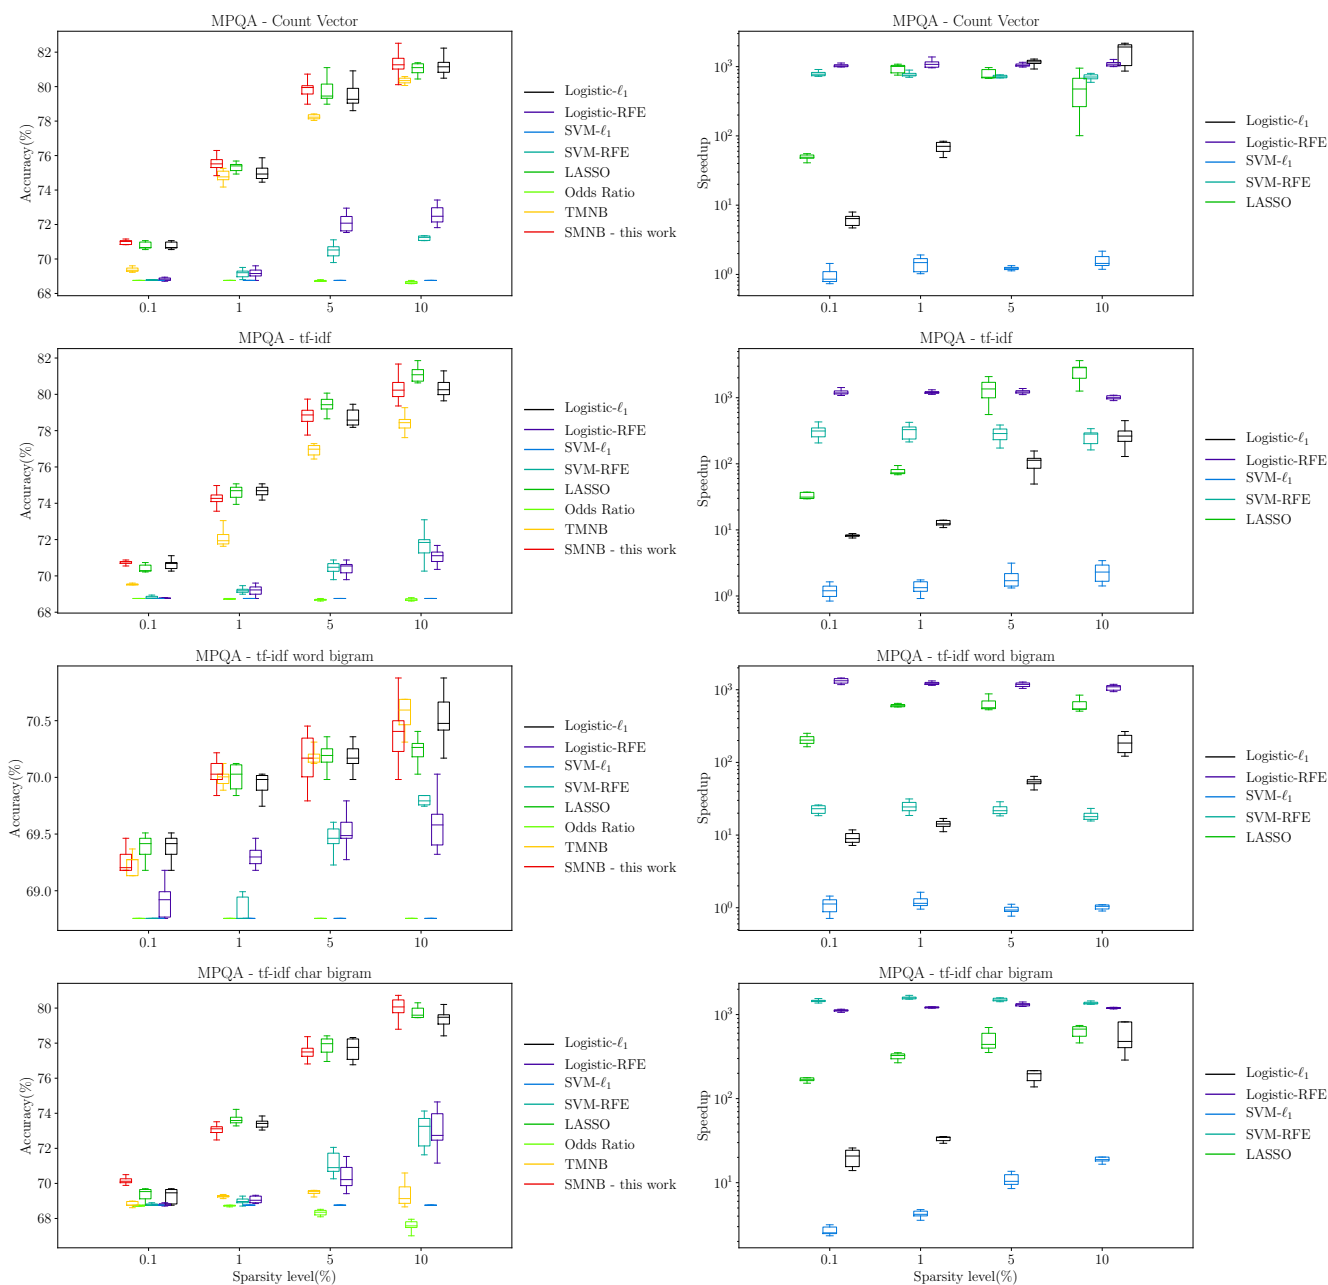 MPQA - Count Vector
Accuracy(%)
82
80
78
76
74
72
70
68
0.1
1
5
10
Logistic-ℓ₁
Logistic-RFE
SVM-ℓ₁
SVM-RFE
LASSO
Odds Ratio
TMNB
SMNB - this work
MPQA - Count Vector
Speedup
10³
10²
10¹
10⁰
0.1
1
5
10
Logistic-ℓ₁
Logistic-RFE
SVM-ℓ₁
SVM-RFE
LASSO
MPQA - tf-idf
Accuracy(%)
82
80
78
76
74
72
70
68
0.1
1
5
10
Logistic-ℓ₁
Logistic-RFE
SVM-ℓ₁
SVM-RFE
LASSO
Odds Ratio
TMNB
SMNB - this work
MPQA - tf-idf
Speedup
10³
10²
10¹
10⁰
0.1
1
5
10
Logistic-ℓ₁
Logistic-RFE
SVM-ℓ₁
SVM-RFE
LASSO
MPQA - tf-idf word bigram
Accuracy(%)
70.5
70.0
69.5
69.0
0.1
1
5
10
Logistic-ℓ₁
Logistic-RFE
SVM-ℓ₁
SVM-RFE
LASSO
Odds Ratio
TMNB
SMNB - this work
MPQA - tf-idf word bigram
Speedup
10³
10²
10¹
10⁰
0.1
1
5
10
Logistic-ℓ₁
Logistic-RFE
SVM-ℓ₁
SVM-RFE
LASSO
MPQA - tf-idf char bigram
Accuracy(%)
80
78
76
74
72
70
68
0.1
1
5
10
Sparsity level(%)
Logistic-ℓ₁
Logistic-RFE
SVM-ℓ₁
SVM-RFE
LASSO
Odds Ratio
TMNB
SMNB - this work
MPQA - tf-idf char bigram
Speedup
10³
10²
10¹
0.1
1
5
10
Sparsity level(%)
Logistic-ℓ₁
Logistic-RFE
SVM-ℓ₁
SVM-RFE
LASSO